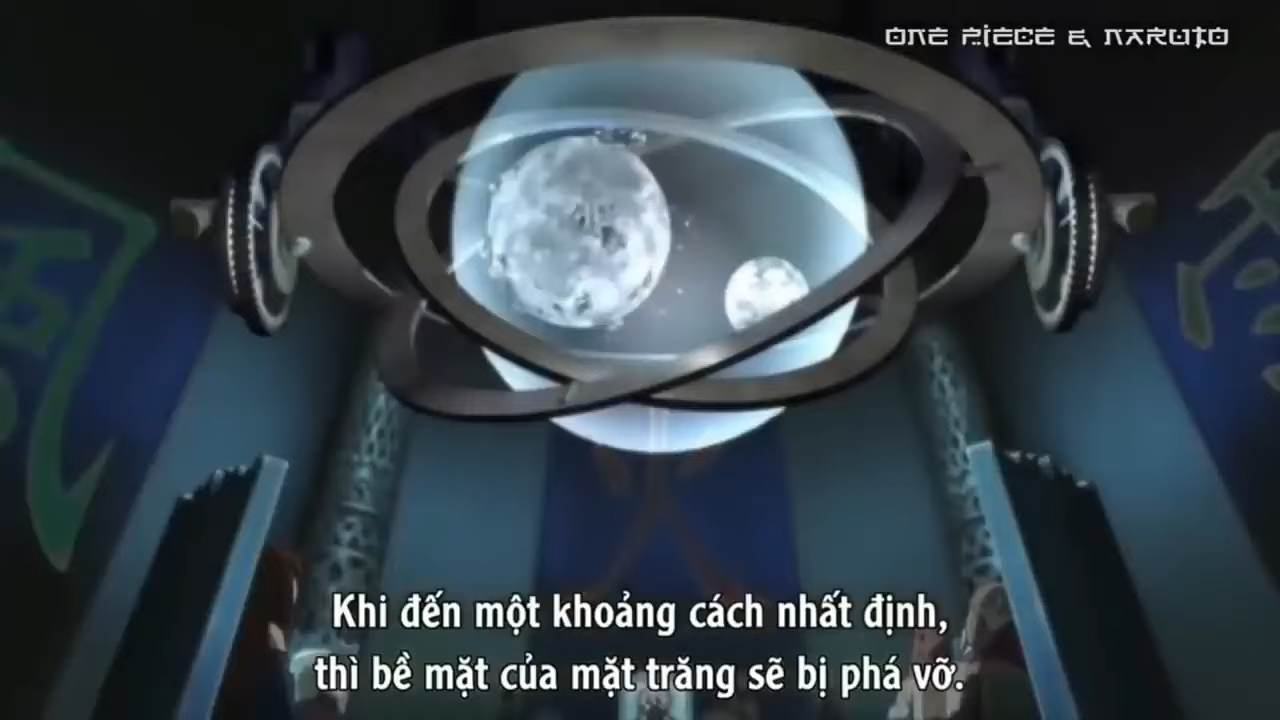 ONE PIECE & NARUTO
Khi đến một khoảng cách nhất định,
thì bề mặt của mặt trăng sẽ bị phá vỡ.